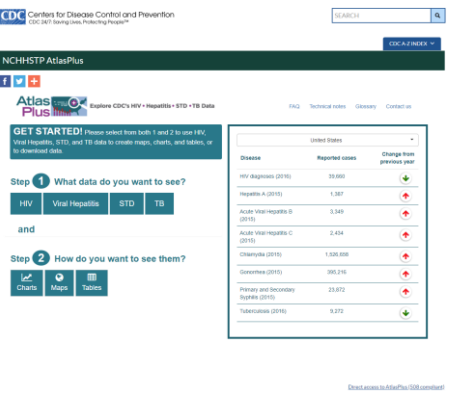 CDC Centers for Disease Control and Prevention
CDC 24/7: Saving Lives, Protecting People™
SEARCH
CDC A-Z INDEX
NCHHSTP AtlasPlus
Atlas Plus
Explore CDC's HIV • Hepatitis • STD • TB Data
FAQ Technical notes Glossary Contact us
GET STARTED! Please select from both 1 and 2 to use HIV,
Viral Hepatitis, STD, and TB data to create maps, charts, and tables, or
to download data.
Step 1 What data do you want to see?
HIV Viral Hepatitis STD TB
and
Step 2 How do you want to see them?
Charts Maps Tables
United States
Disease Reported cases Change from previous year
HIV diagnoses (2016) 39,660
Hepatitis A (2015) 1,387
Acute Viral Hepatitis B
(2015) 3,349
Acute Viral Hepatitis C
(2015) 2,434
Chlamydia (2015)
Gonorrhea (2015) 395,216
Primary and Secondary
Syphilis (2015) 23,872
Tuberculosis (2016) 9,272
Direct access to AtlasPlus (508 compliant)